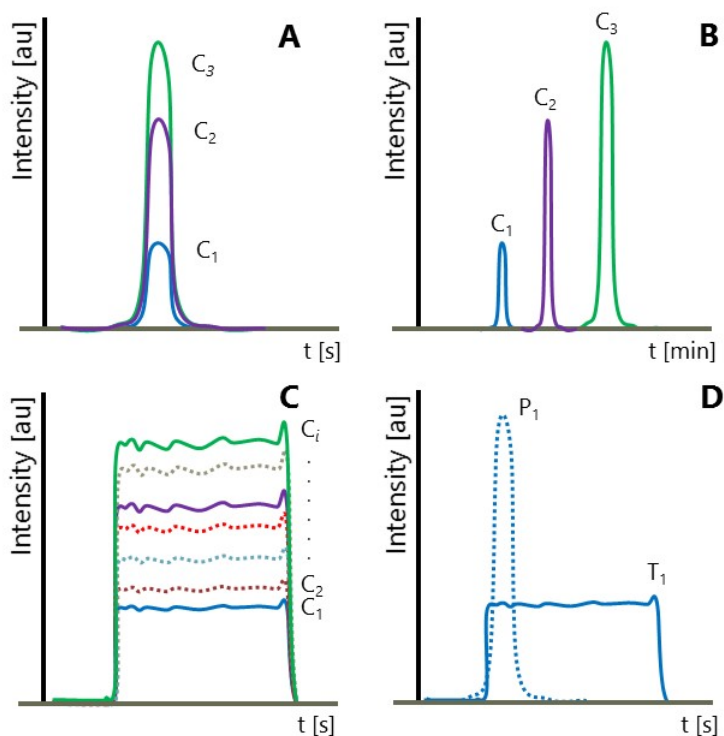 A
Intensity [au]
C3
C2
C1
t [s]
B
Intensity [au]
C3
C2
C1
t [min]
C
Intensity [au]
Ci
C2
C1
t [s]
D
Intensity [au]
P1
T1
t [s]